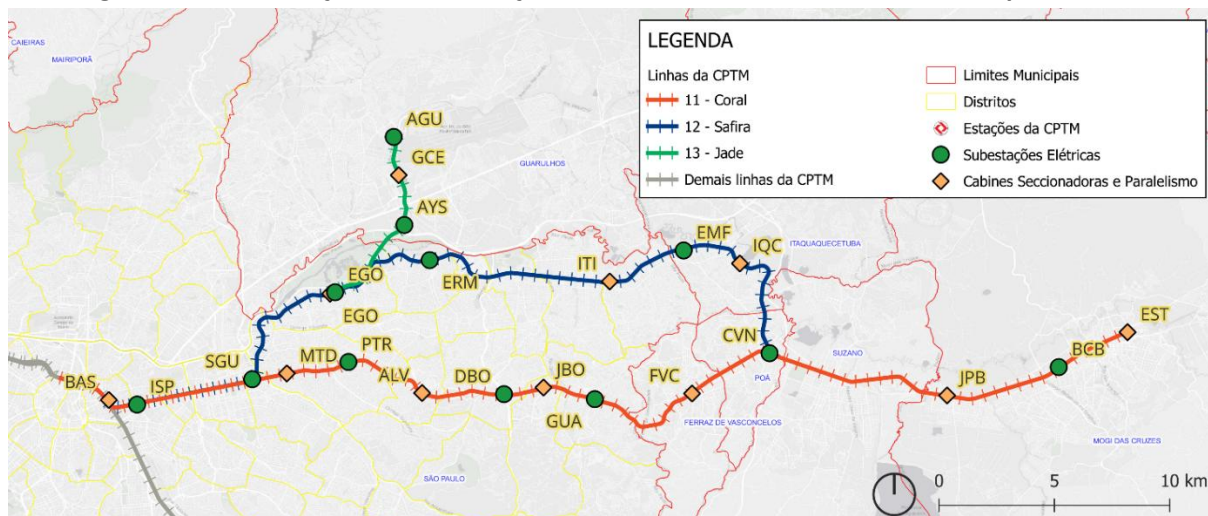 CAIEIRAS
MAIRIPORÃ
LEGENDA
Linhas da CPTM
11 - Coral
12 - Safira
13 - Jade
Demais linhas da CPTM
Limites Municipais
Distritos
Estações da CPTM
Subestações Elétricas
Cabines Seccionadoras e Paralelismo
AGU
GCE
GUARULHOS
AYS
EMF
IQC
ITAQUAQUECETUBA
ITI
EGO
ERM
EGO
EST
CVN
PTR
MTD
SGU
SUZANO
BCB
POÁ
BAS
ISP
ALV
DBO
JBO
FVC
JPB
GUA
FERRAZ DE VASCONCELOS
MOGI DAS CRUZES
SÃO PAULO
0 5 10 km